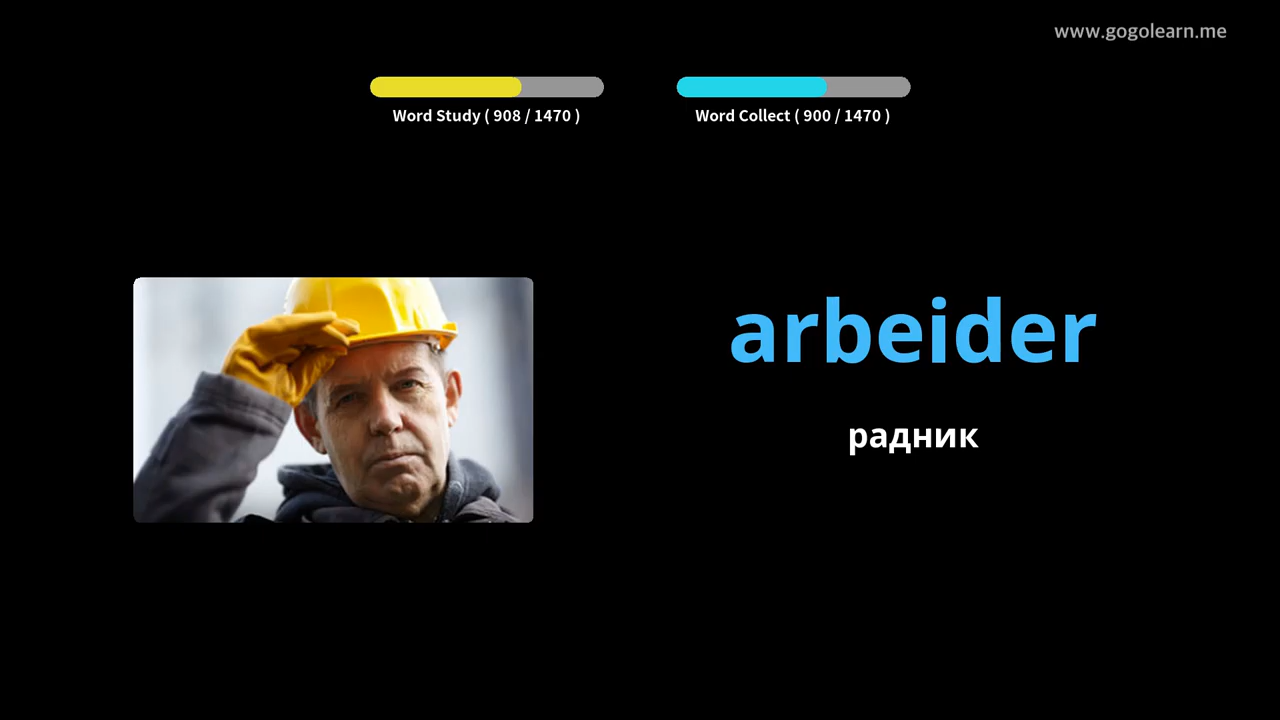 www.gogolearn.me
Word Study ( 908 / 1470 )
Word Collect ( 900 / 1470 )
arbeider
радник